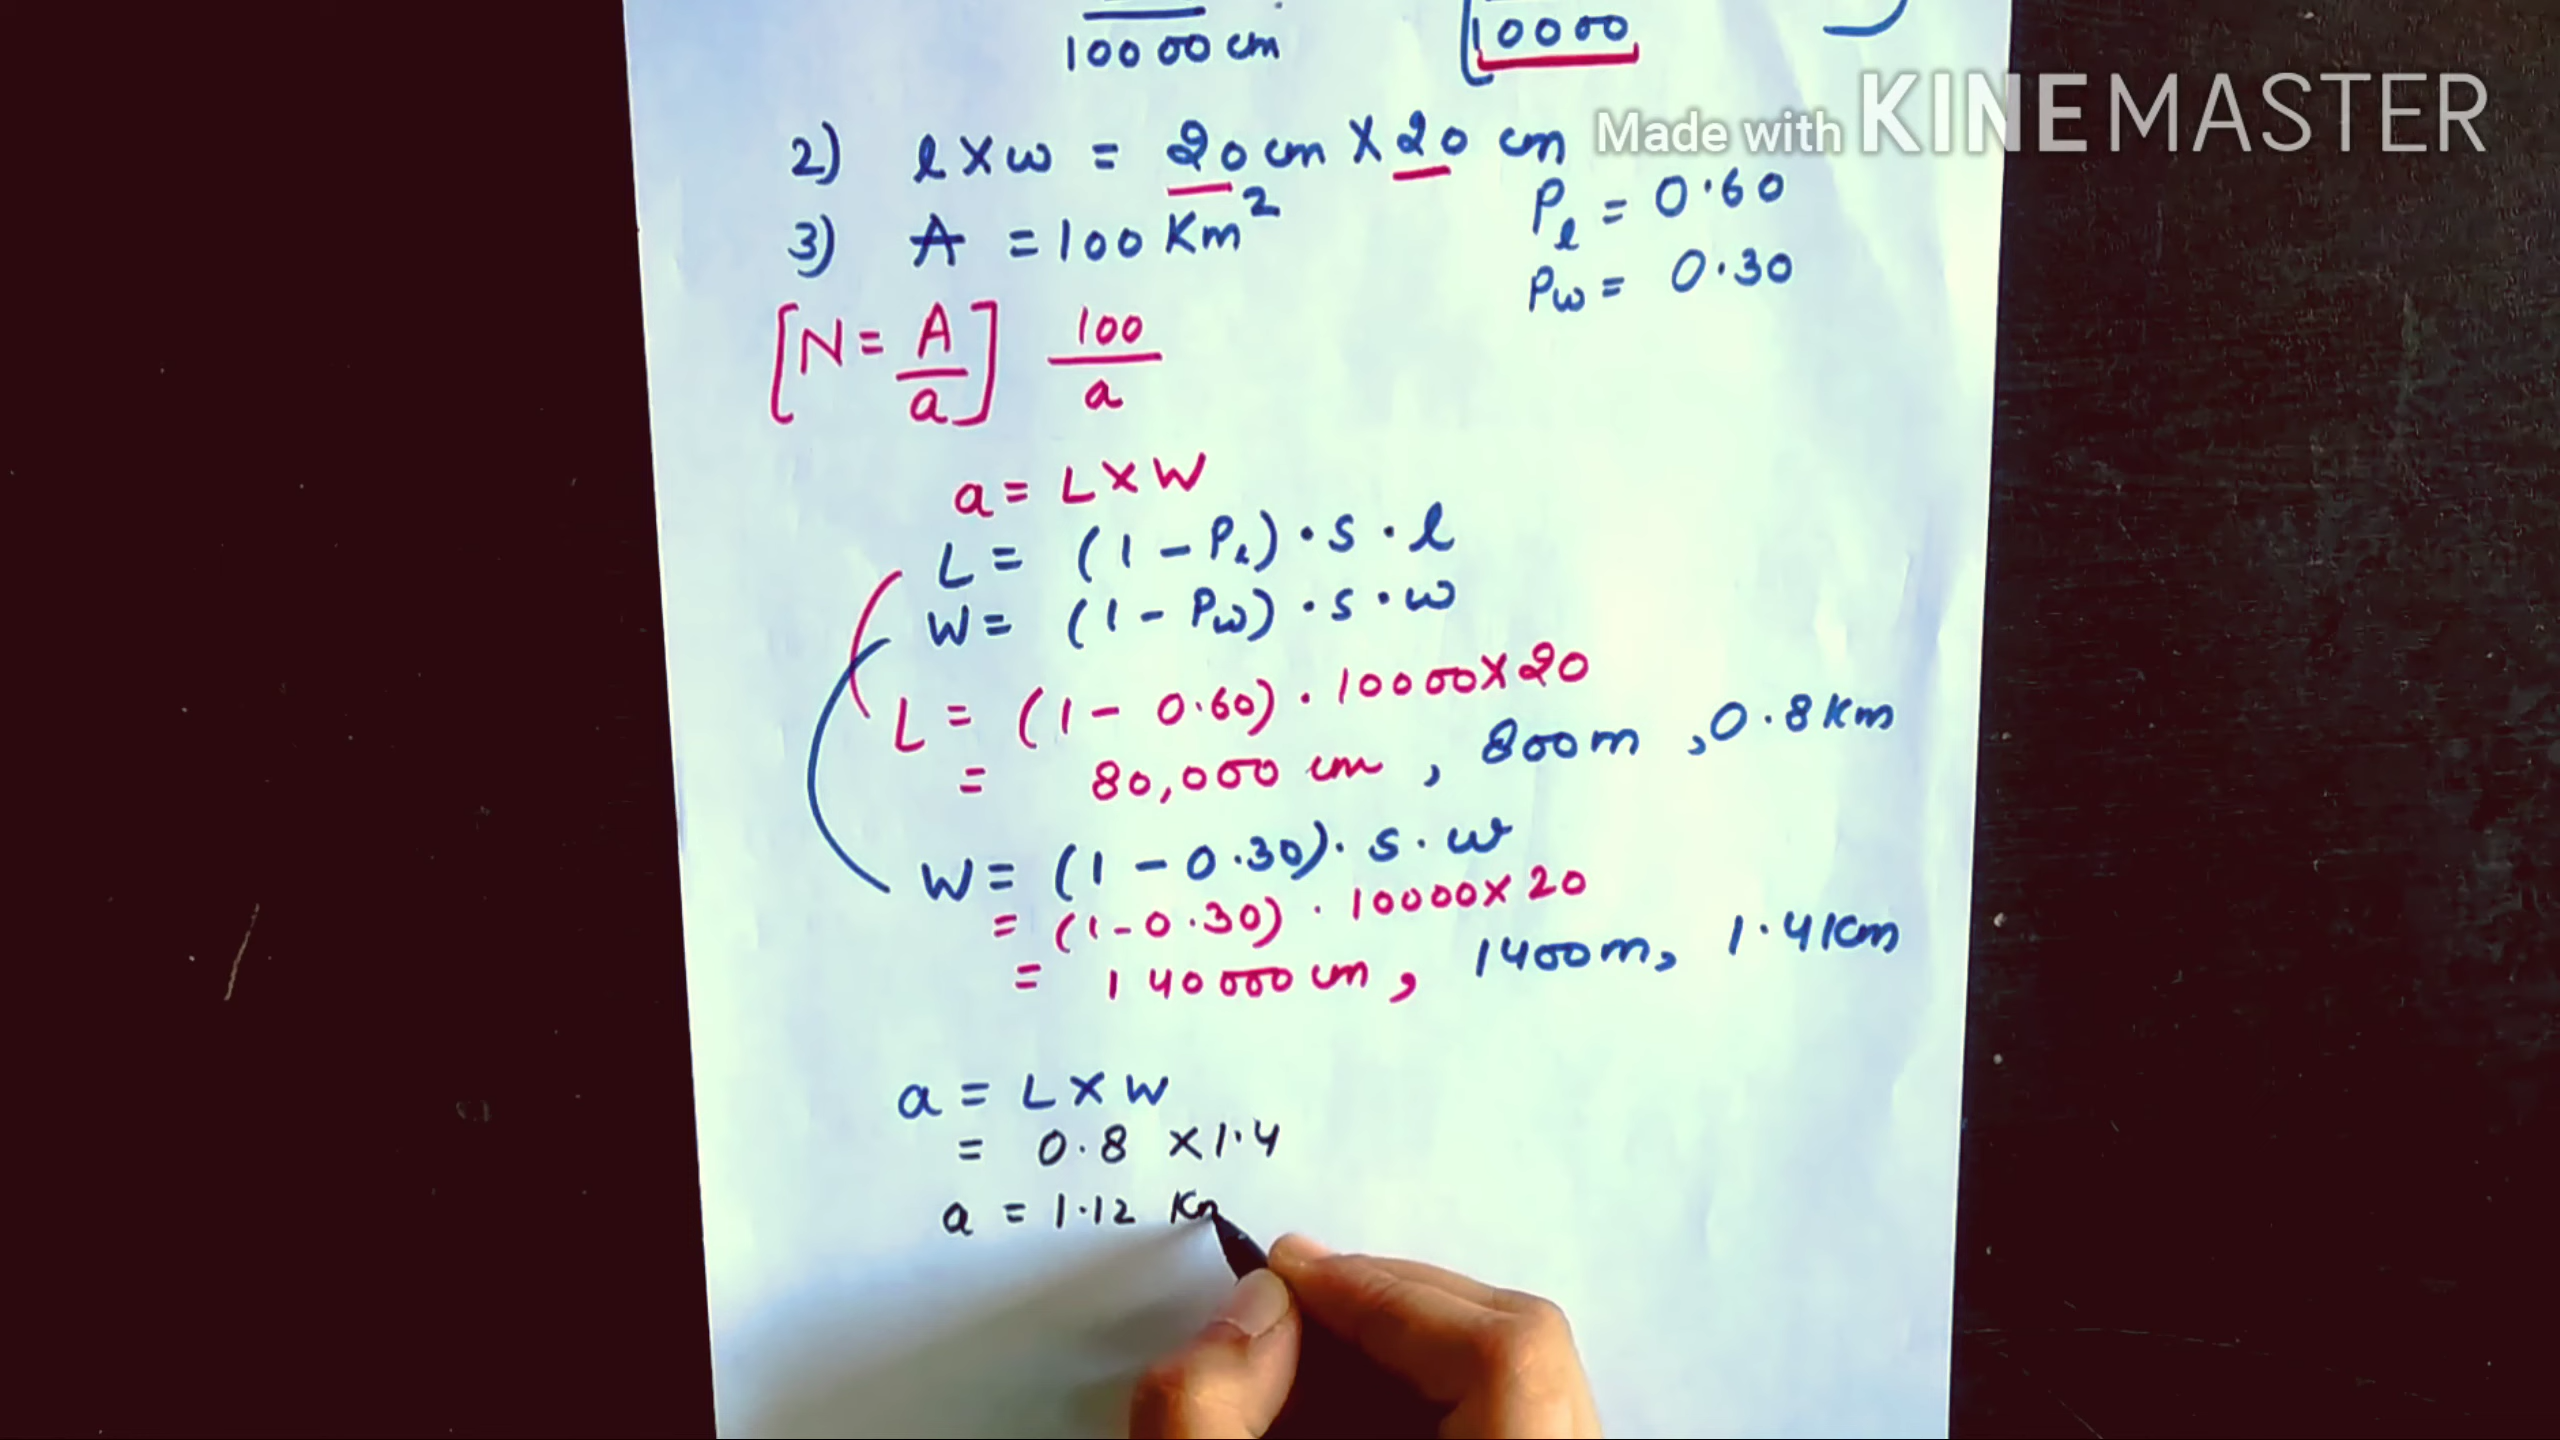 10000 cm 10000
Made with KINEMASTER
2) l X w = 20 cm X 20 cm
Pl = 0.60
3) A = 100 Km²
Pw = 0.30
[N = A/a] 100/a
a = L X W
L = (1 - Pl) · s · l
W = (1 - Pw) · s · w
L = (1 - 0.60) · 10000 X 20
= 80,000 cm, 800m, 0.8 Km
W = (1 - 0.30) · s · w
= (1 - 0.30) · 10000 X 20
= 140000 cm, 1400m, 1.4 Km
a = L X W
= 0.8 X 1.4
a = 1.12 Km